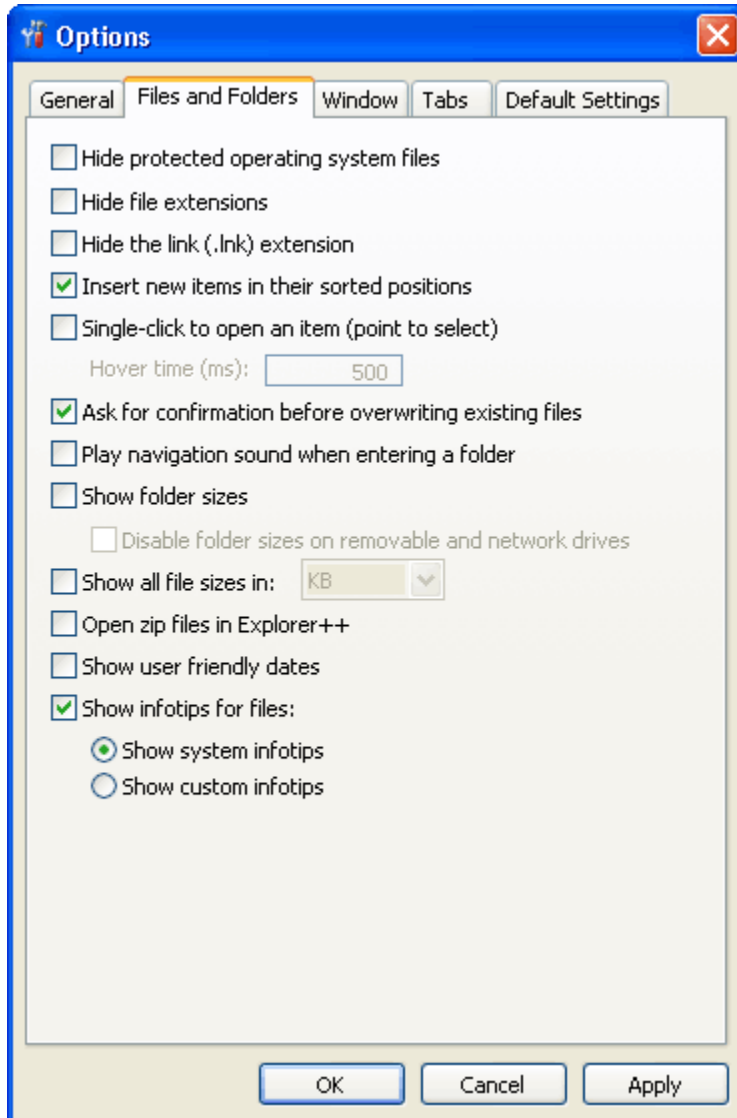 Options
General Files and Folders Window Tabs Default Settings
Hide protected operating system files
Hide file extensions
Hide the link (.lnk) extension
Insert new items in their sorted positions
Single-click to open an item (point to select)
Hover time (ms): 500
Ask for confirmation before overwriting existing files
Play navigation sound when entering a folder
Show folder sizes
Disable folder sizes on removable and network drives
Show all file sizes in: KB
Open zip files in Explorer++
Show user friendly dates
Show infotips for files:
Show system infotips
Show custom infotips
OK Cancel Apply